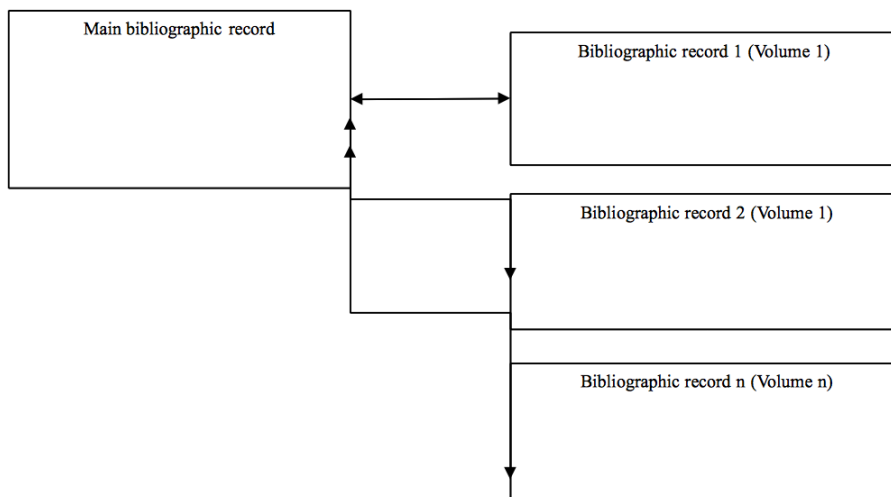 Main bibliographic record
Bibliographic record 1 (Volume 1)
Bibliographic record 2 (Volume 1)
Bibliographic record n (Volume n)